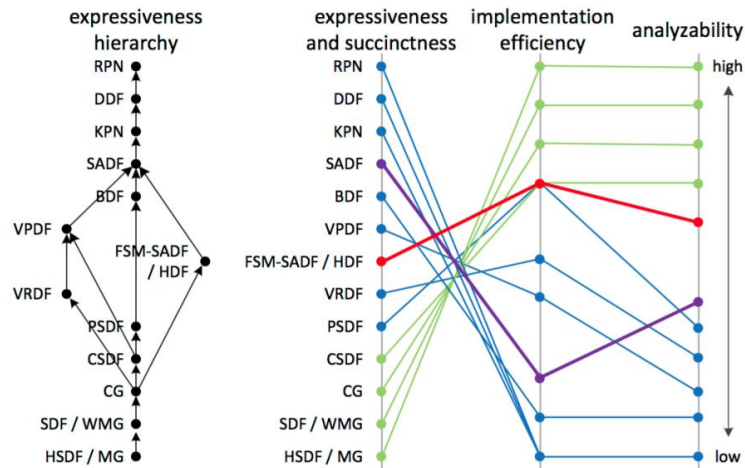 expressiveness
hierarchy
RPN
DDF
KPN
SADF
BDF
VPDF
FSM-SADF
/ HDF
VRDF
PSDF
CSDF
CG
SDF / WMG
HSDF / MG
expressiveness
and succinctness
RPN
DDF
KPN
SADF
BDF
VPDF
FSM-SADF / HDF
VRDF
PSDF
CSDF
CG
SDF / WMG
HSDF / MG
implementation
efficiency
analyzability
high
low